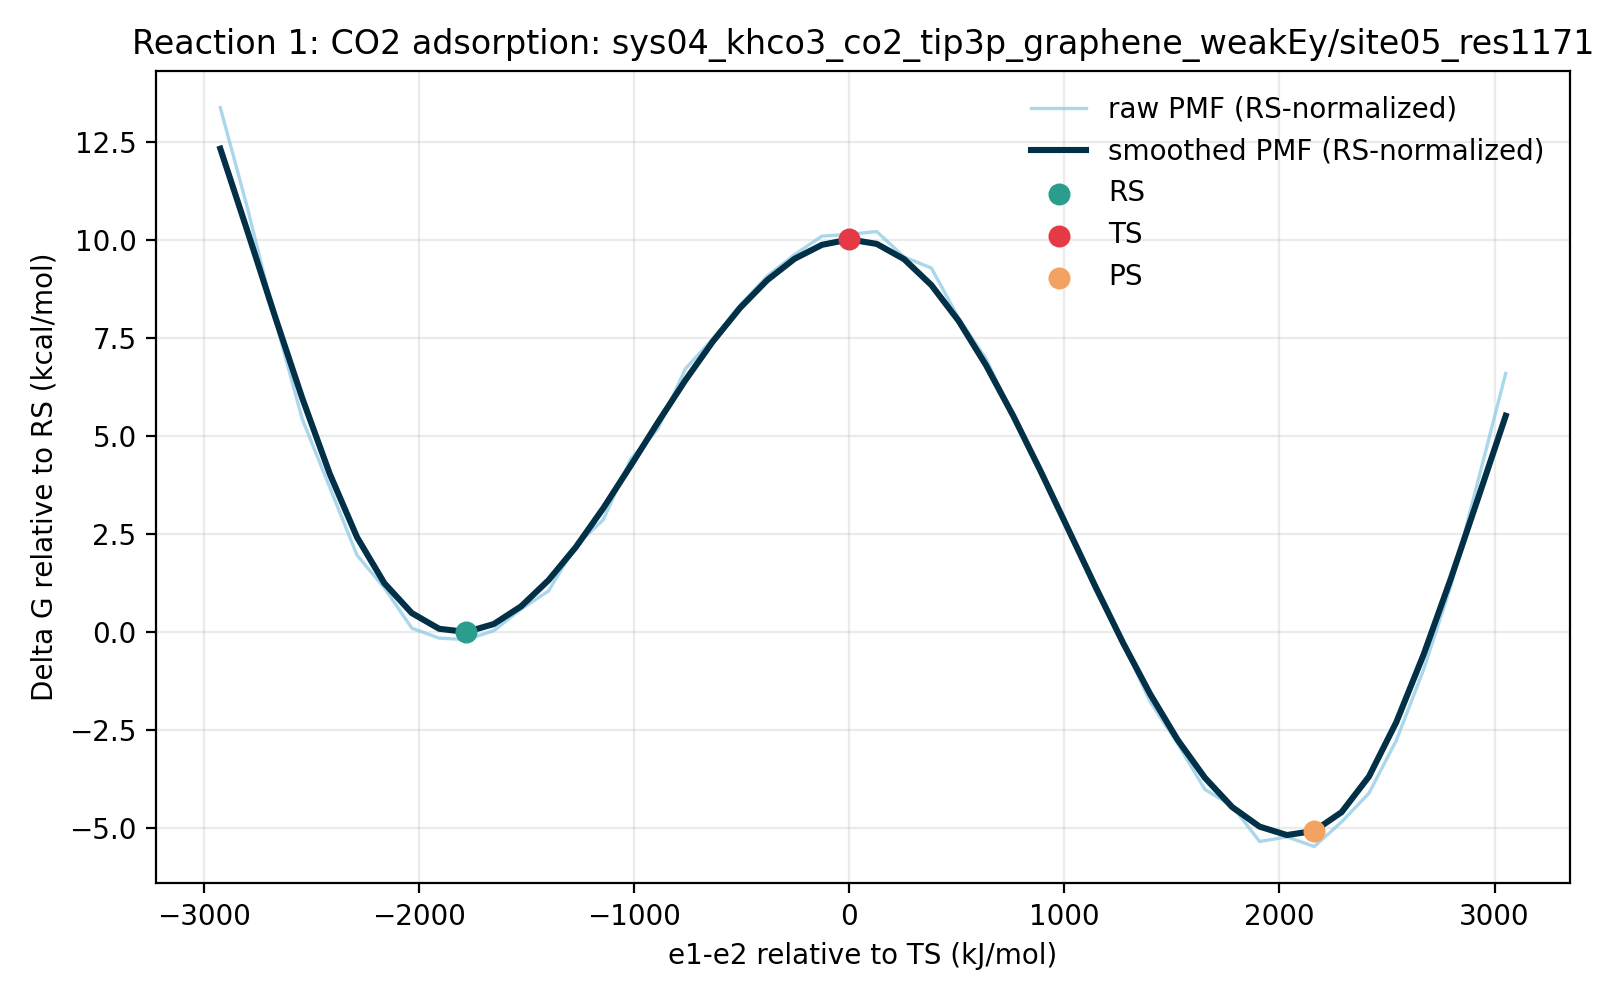 Reaction 1: CO2 adsorption: sys04_khco3_co2_tip3p_graphene_weakEy/site05_res1171
raw PMF (RS-normalized)
smoothed PMF (RS-normalized)
RS
TS
PS
Delta G relative to RS (kcal/mol)
12.5
10.0
7.5
5.0
2.5
0.0
−2.5
−5.0
−3000 −2000 −1000 0 1000 2000 3000
e1-e2 relative to TS (kJ/mol)